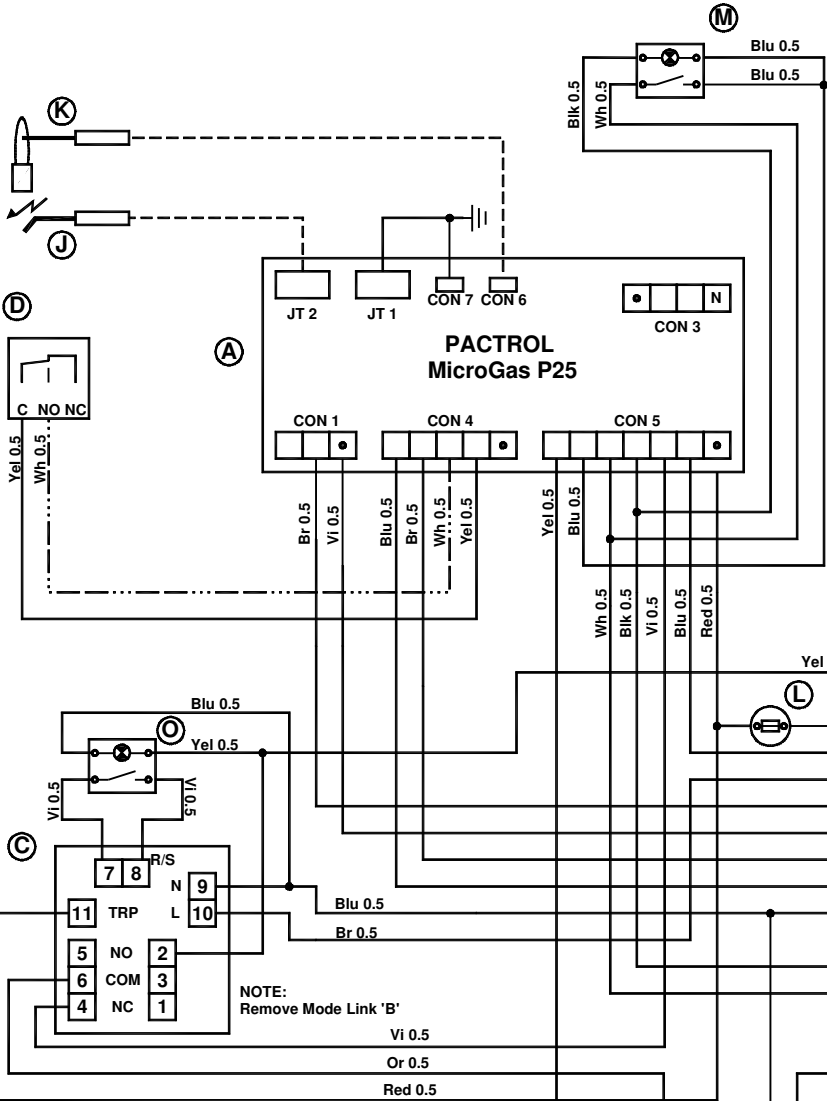 M
Blu 0.5
Blu 0.5
Blk 0.5
Wh 0.5
K
J
D
A
JT 2
JT 1
CON 7
CON 6
N
CON 3
PACTROL
MicroGas P25
C NO NC
CON 1
CON 4
CON 5
Yel 0.5
Wh 0.5
Br 0.5
Vi 0.5
Blu 0.5
Br 0.5
Wh 0.5
Yel 0.5
Yel 0.5
Blu 0.5
Wh 0.5
Blk 0.5
Vi 0.5
Blu 0.5
Red 0.5
Yel
L
Blu 0.5
O
Yel 0.5
Vi 0.5
Vi 0.5
C
R/S
7 8
N 9
11 TRP L 10
Blu 0.5
Br 0.5
5 NO 2
6 COM 3
4 NC 1
NOTE:
Remove Mode Link 'B'
Vi 0.5
Or 0.5
Red 0.5